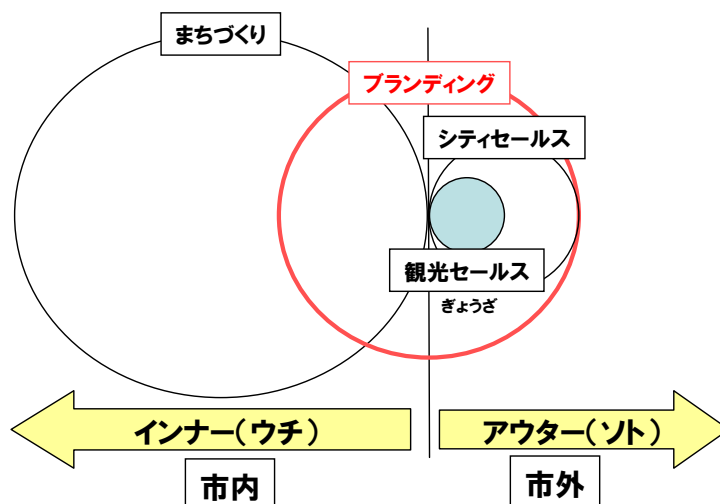 まちづくり
ブランディング
シティセールス
観光セールス
ぎょうざ
インナー(ウチ)
アウター(ソト)
市内
市外